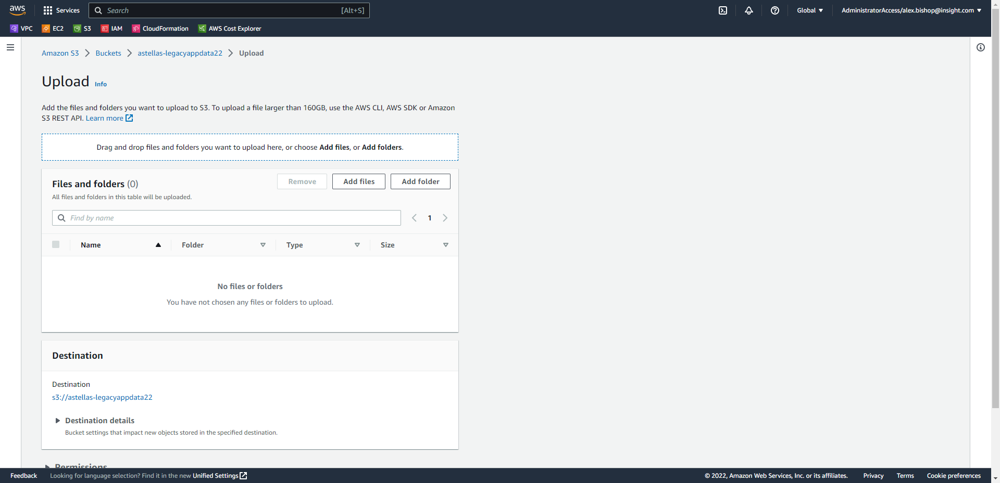 aws
Services
Search
[Alt+S]
Global
AdministratorAccess/alex.bishop@insight.com
VPC
EC2
S3
IAM
CloudFormation
AWS Cost Explorer
Amazon S3
Buckets
astellas-legacyappdata22
Upload
Upload
Info
Add the files and folders you want to upload to S3. To upload a file larger than 160GB, use the AWS CLI, AWS SDK or Amazon
S3 REST API. Learn more
Drag and drop files and folders you want to upload here, or choose Add files, or Add folders.
Files and folders (0)
Remove
Add files
Add folder
All files and folders in this table will be uploaded.
Find by name
1
Name
Folder
Type
Size
No files or folders
You have not chosen any files or folders to upload.
Destination
Destination
s3://astellas-legacyappdata22
Destination details
Bucket settings that impact new objects stored in the specified destination.
Permissions
Feedback
Looking for language selection? Find it in the new Unified Settings
© 2022, Amazon Web Services, Inc. or its affiliates.
Privacy
Terms
Cookie preferences